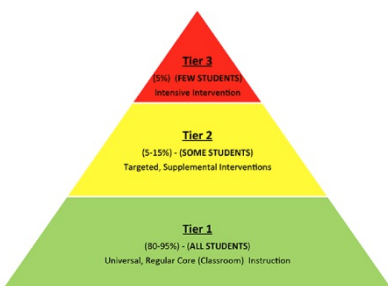 Tier 3
(5%) (FEW STUDENTS)
Intensive Intervention
Tier 2
(5-15%) - (SOME STUDENTS)
Targeted, Supplemental Interventions
Tier 1
(80-95%) - (ALL STUDENTS)
Universal, Regular Core (Classroom) Instruction